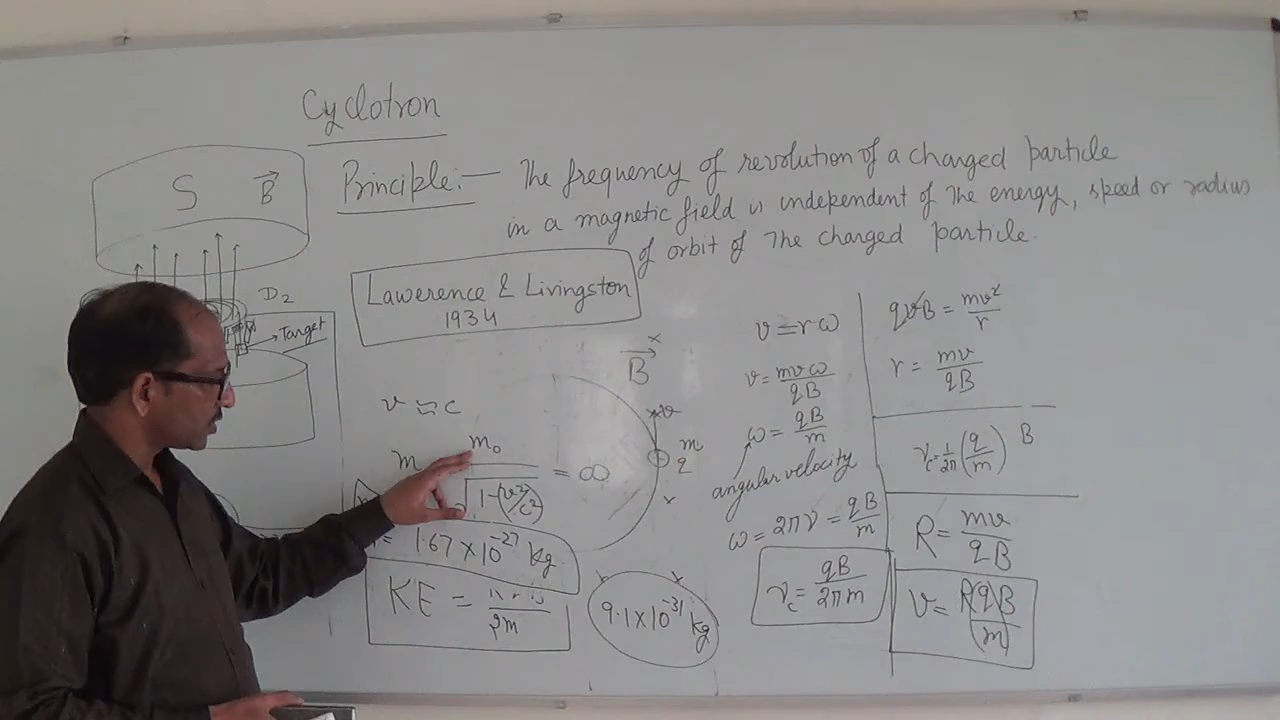 Cyclotron
Principle:— The frequency of revolution of a charged particle
in a magnetic field is independent of the energy, speed or radius
of orbit of the charged particle.
S B⃗
D₂
Target
Lawerence & Livingston
1934
B⃗
v ≃ c
m m₀ / √(1-(v²/c²)) = ∞
1.67×10⁻²⁷ kg
KE = / 2m
9.1×10⁻³¹ kg
v
m
q
v = rω
v = mvω/qB
ω = qB/m
angular velocity
ω = 2πν = qB/m
ν_c = qB/2πm
qvB = mv²/r
r = mv/qB
ν_c = 1/2π (q/m) B
R = mv/qB
v = R(q)B/(m)